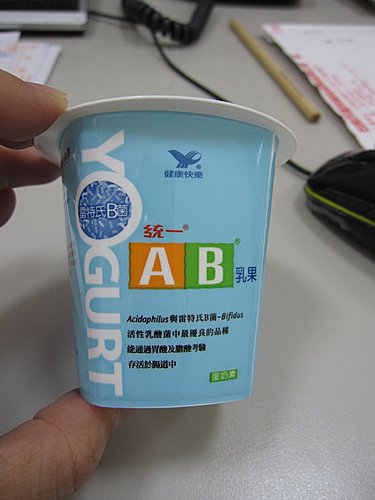 YOGURT
健康快樂®
雷特氏B菌
統一®
AB®乳果
Acidophilus與雷特氏B菌-Bifidus
活性乳酸菌中最優良的品種
能通過胃酸及膽酸考驗
存活於腸道中
蛋奶素